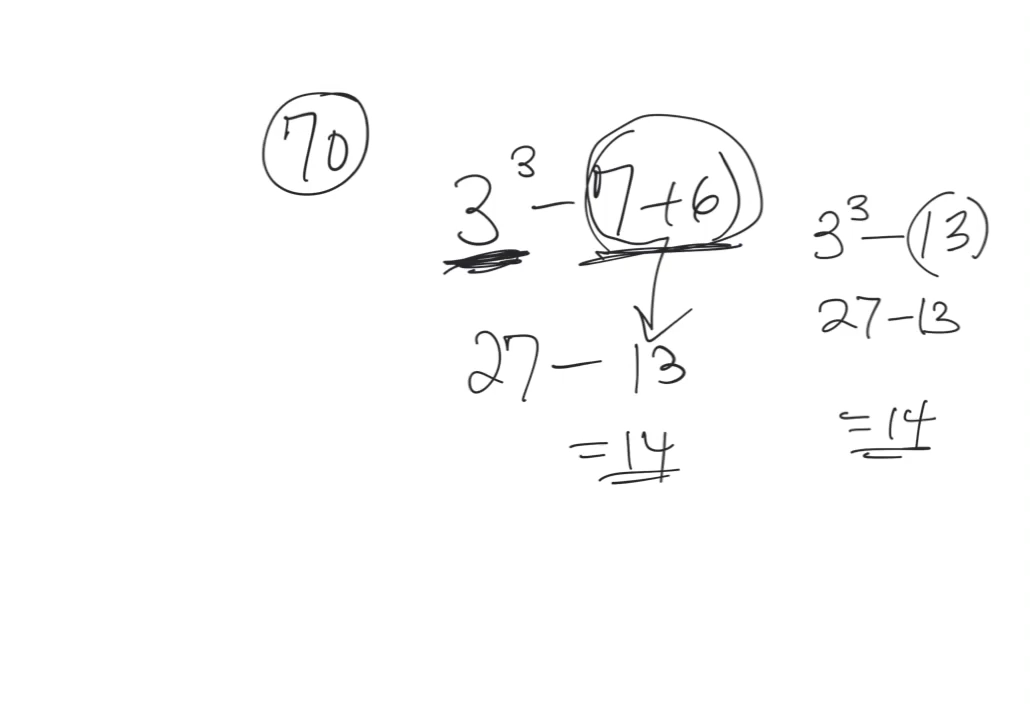 70
3³ - (7+6)
27 - 13
= 14
3³ - (13)
27 - 13
= 14